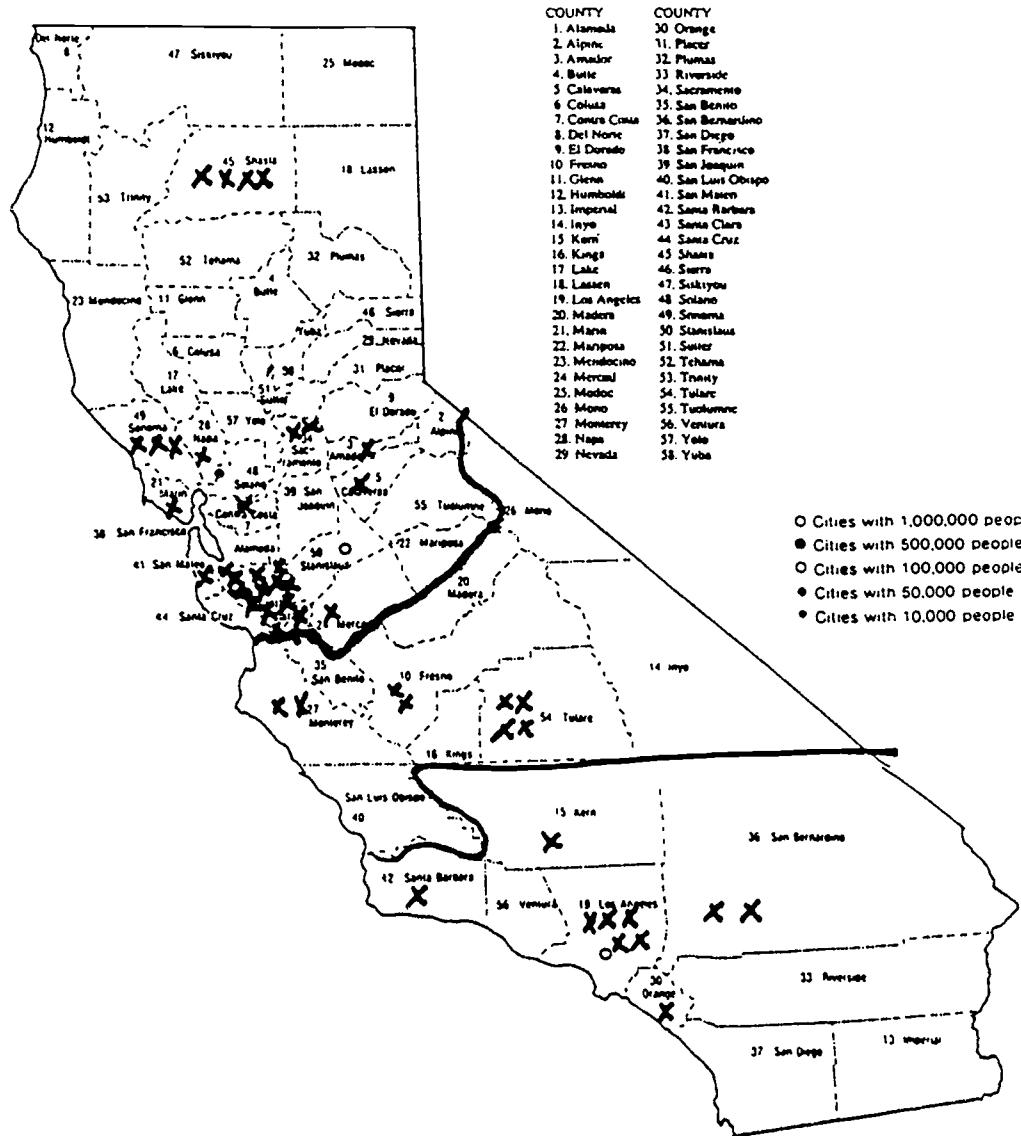 COUNTY
1. Alameda
2. Alpine
3. Amador
4. Butte
5 Calaveras
6 Colusa
7. Contra Costa
8. Del Norte
9. El Dorado
10 Fresno
11. Glenn
12. Humboldt
13. Imperial
14. Inyo
15 Kern
16. Kings
17 Lake
18. Lassen
19. Los Angeles
20. Madera
21. Marin
22. Mariposa
23. Mendocino
24 Merced
25. Modoc
26 Mono
27 Monterey
28. Napa
29 Nevada
COUNTY
30 Orange
31. Placer
32. Plumas
33 Riverside
34. Sacramento
35. San Benito
36. San Bernardino
37. San Diego
38 San Francisco
39 San Joaquin
40. San Luis Obispo
41. San Mateo
42. Santa Barbara
43 Santa Clara
44 Santa Cruz
45 Shasta
46. Sierra
47. Siskiyou
48 Solano
49. Sonoma
50 Stanislaus
51. Sutter
52. Tehama
53. Trinity
54. Tulare
55. Tuolumne
56. Ventura
57. Yolo
58. Yuba
Del Norte
8
47 Siskiyou
25 Modoc
12
Humboldt
45 Shasta
18 Lassen
53 Trinity
52 Tehama
32 Plumas
4
Butte
23 Mendocino
11 Glenn
Yuba
46 Sierra
29 Nevada
6 Colusa
58
31 Placer
17
Lake
51
Sutter
9
El Dorado
2
Alpine
49
Sonoma
28
Napa
57 Yolo
34
Sac-
ramento
3
Amador
5
Calaveras
48
Solano
21
Marin
39 San
Joaquin
Contra Costa
7
55 Tuolumne
26 Mono
38 San Francisco
Alameda
50
Stanislaus
22 Mariposa
41 San Mateo
20
Madera
44 Santa Cruz
24 Merced
35
San Benito
10 Fresno
14 Inyo
27
Monterey
54 Tulare
16 Kings
San Luis Obispo
40
15 Kern
36 San Bernardino
42 Santa Barbara
56 Ventura
19 Los Angeles
30
Orange
33 Riverside
37 San Diego
13 Imperial
Cities with 1,000,000 peop
Cities with 500,000 people
Cities with 100,000 people
Cities with 50,000 people
Cities with 10,000 people